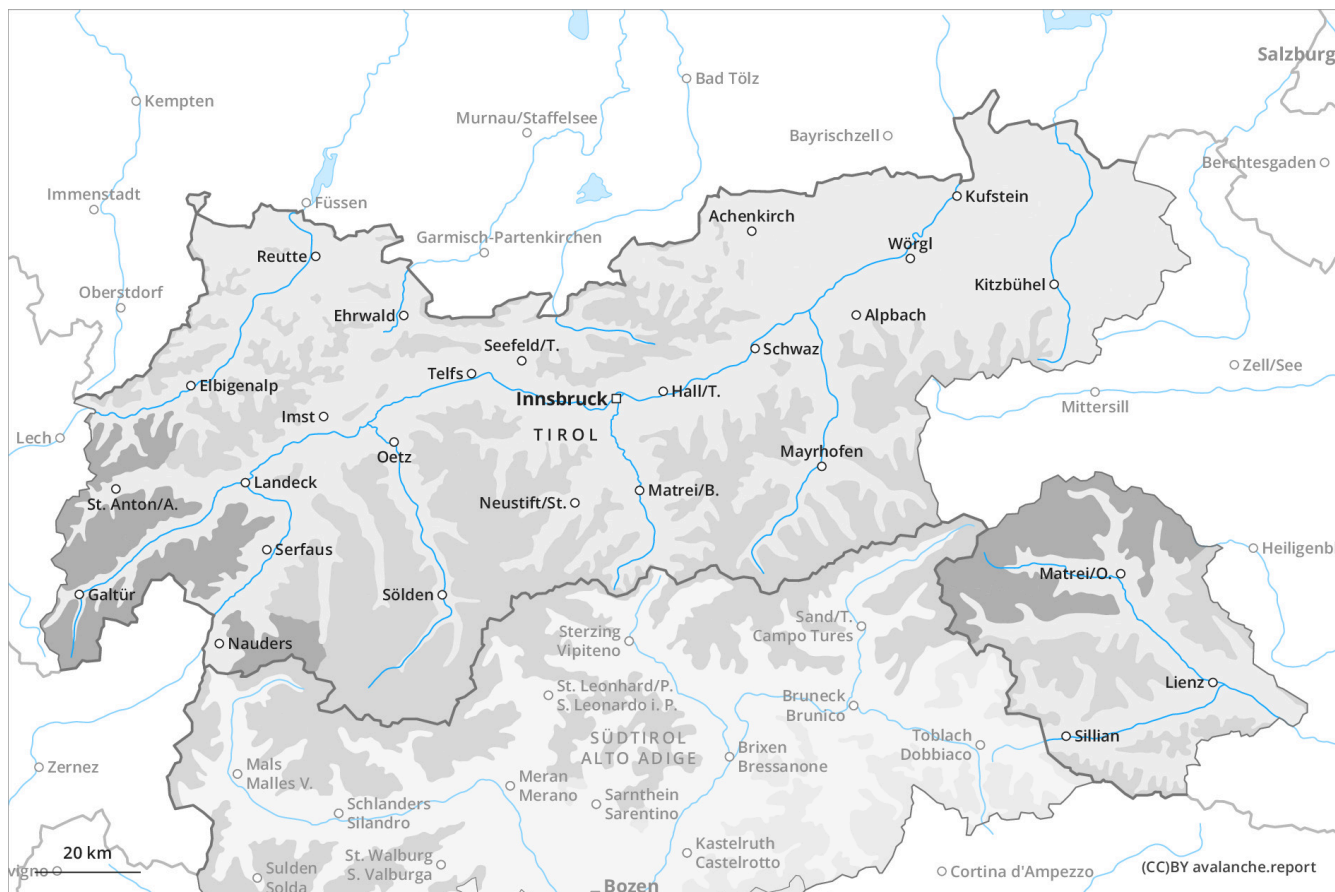 Salzburg
Bad Tölz
Kempten
Murnau/Staffelsee
Bayrischzell
Berchtesgaden
Immenstadt
Füssen
Kufstein
Achenkirch
Garmisch-Partenkirchen
Wörgl
Reutte
Kitzbühel
Oberstdorf
Ehrwald
Alpbach
Seefeld/T.
Schwaz
Zell/See
Telfs
Elbigenalp
Hall/T.
Innsbruck
Mittersill
Imst
TIROL
Lech
Oetz
Mayrhofen
Landeck
Matrei/B.
St. Anton/A.
Neustift/St.
Serfaus
Heiligenb
Matrei/O.
Galtür
Sölden
Sand/T.
Campo Tures
Sterzing
Vipiteno
Nauders
Lienz
St. Leonhard/P.
S. Leonardo i. P.
Bruneck
Brunico
SÜDTIROL
ALTO ADIGE
Toblach
Dobbiaco
Sillian
Brixen
Bressanone
Zernez
Mals
Malles V.
Meran
Merano
Sarnthein
Sarentino
Schlanders
Silandro
Kastelruth
Castelrotto
20 km
St. Walburg
S. Valburga
vigno
Sulden
Solda
Cortina d'Ampezzo
(CC)BY avalanche.report
Bozen